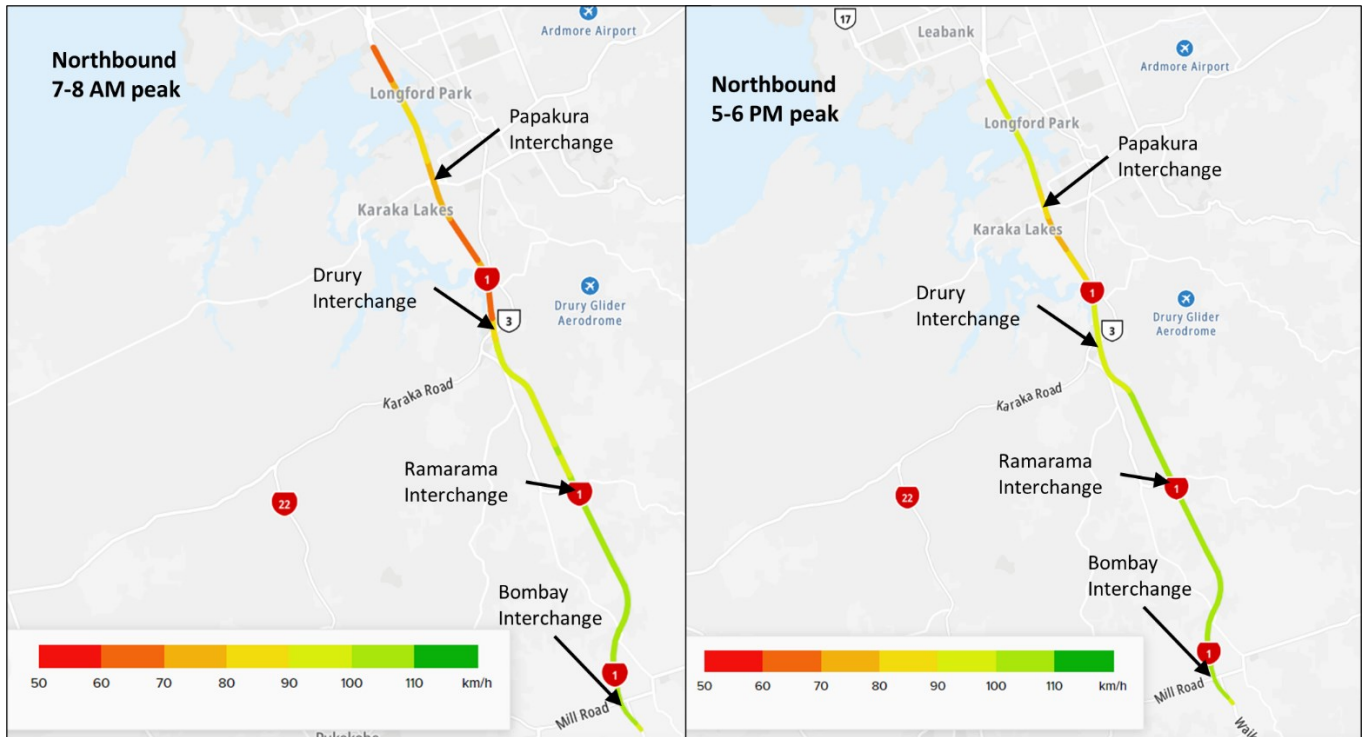 Northbound
7-8 AM peak
Ardmore Airport
Longford Park
Papakura
Interchange
Karaka Lakes
Drury
Interchange
1
3
Drury Glider
Aerodrome
Karaka Road
Ramarama
Interchange
1
22
Bombay
Interchange
1
Mill Road
50 60 70 80 90 100 110 km/h
17
Leabank
Northbound
5-6 PM peak
Ardmore Airport
Longford Park
Papakura
Interchange
Karaka Lakes
Drury
Interchange
1
3
Drury Glider
Aerodrome
Karaka Road
Ramarama
Interchange
1
22
Bombay
Interchange
1
Mill Road
50 60 70 80 90 100 110 km/h